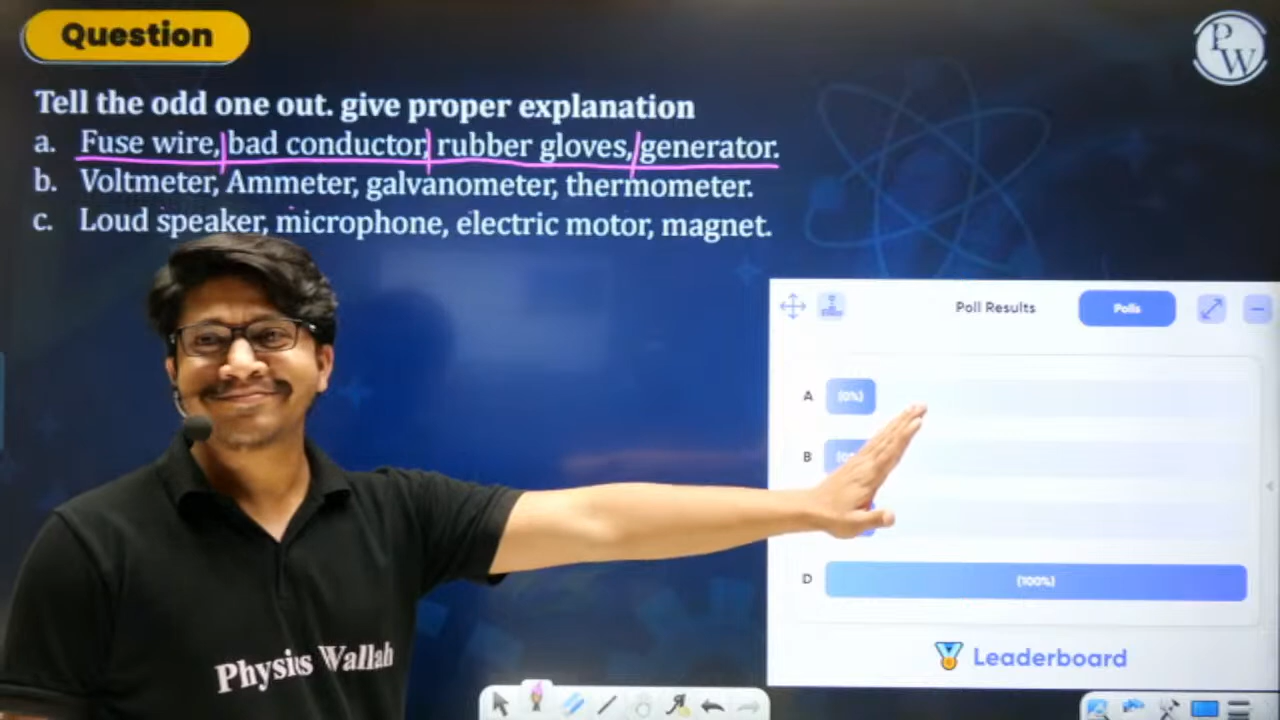 Question
PW
Tell the odd one out. give proper explanation
a. Fuse wire, bad conductor, rubber gloves, generator.
b. Voltmeter, Ammeter, galvanometer, thermometer.
c. Loud speaker, microphone, electric motor, magnet.
Poll Results
Polls
A (0%)
B
D (100%)
Leaderboard
Physics Wallah